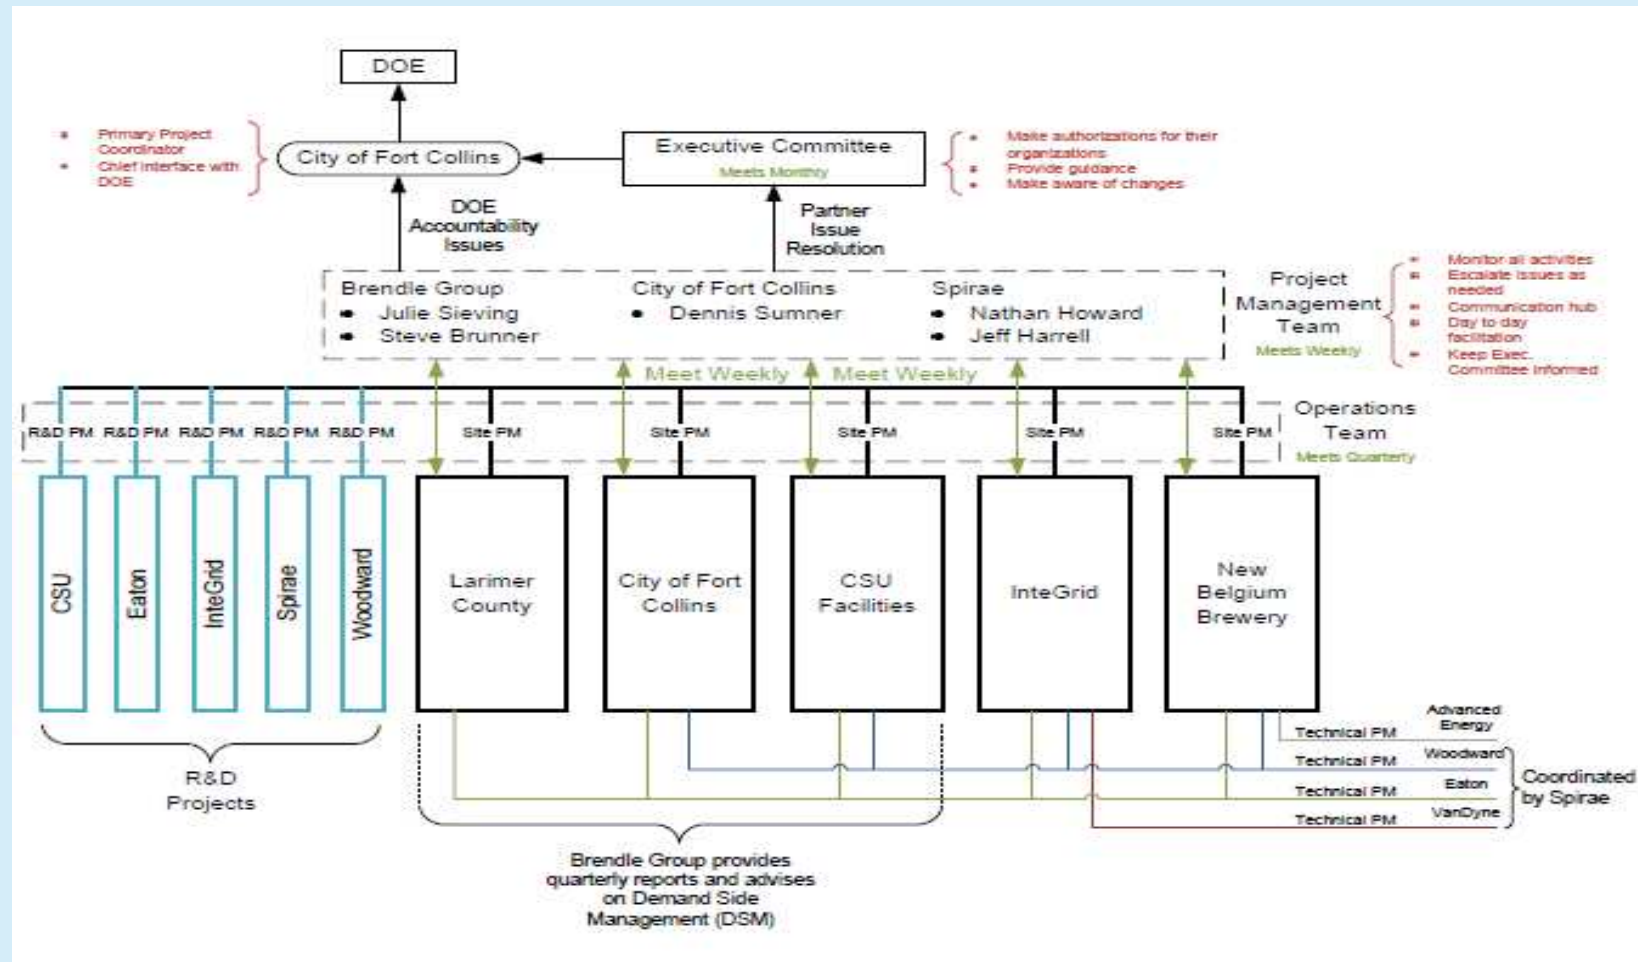 DOE
Primary Project
Coordinator
Chief Interface with
DOE
City of Fort Collins
Executive Committee
Meets Monthly
Make authorizations for their
organizations
Provide guidance
Make aware of changes
DOE
Accountability
Issues
Partner
Issue
Resolution
Brendle Group
Julie Sieving
Steve Brunner
City of Fort Collins
Dennis Sumner
Spirae
Nathan Howard
Jeff Harrell
Project
Management
Team
Meets Weekly
Monitor all activities
Escalate issues as
needed
Communication hub
Day to day
facilitation
Keep Exec.
Committee informed
Meet Weekly
Meet Weekly
R&D PM
R&D PM
R&D PM
R&D PM
R&D PM
Site PM
Site PM
Site PM
Site PM
Site PM
Operations
Team
Meets Quarterly
CSU
Eaton
InteGrid
Spirae
Woodward
Larimer
County
City of Fort
Collins
CSU
Facilities
InteGrid
New
Belgium
Brewery
R&D
Projects
Technical PM
Advanced
Energy
Technical PM
Woodward
Technical PM
Eaton
Technical PM
VanDyne
Coordinated
by Spirae
Brendle Group provides
quarterly reports and advises
on Demand Side
Management (DSM)